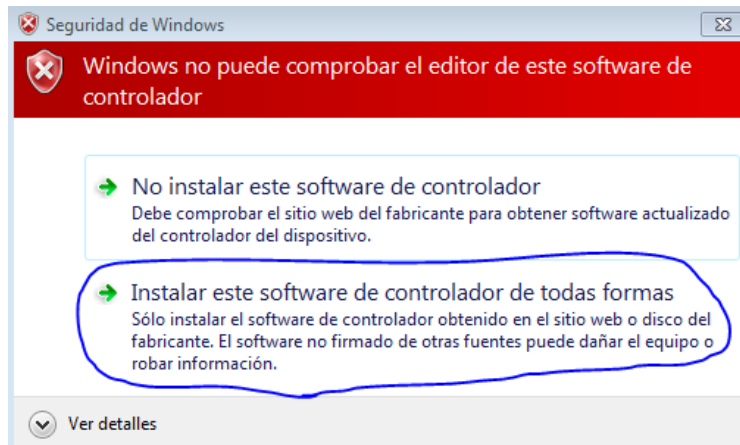 Seguridad de Windows
Windows no puede comprobar el editor de este software de
controlador
No instalar este software de controlador
Debe comprobar el sitio web del fabricante para obtener software actualizado
del controlador del dispositivo.
Instalar este software de controlador de todas formas
Sólo instalar el software de controlador obtenido en el sitio web o disco del
fabricante. El software no firmado de otras fuentes puede dañar el equipo o
robar información.
Ver detalles